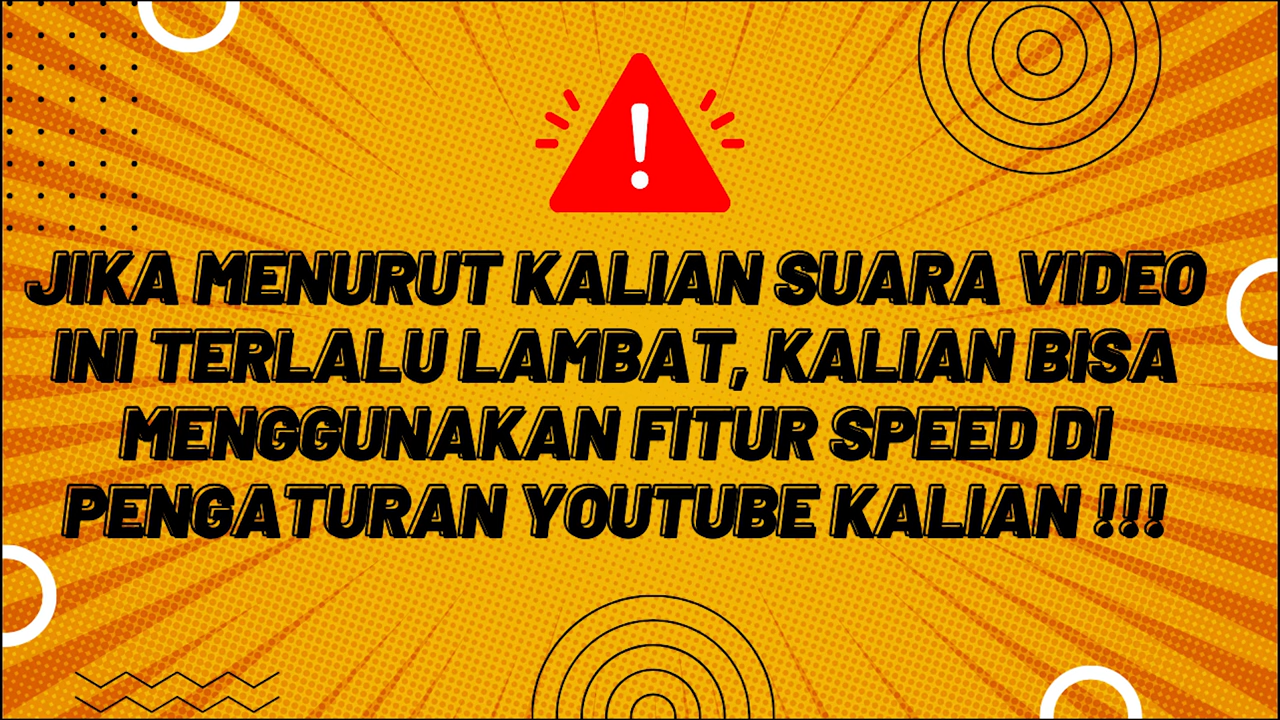 JIKA MENURUT KALIAN SUARA VIDEO
INI TERLALU LAMBAT, KALIAN BISA
MENGGUNAKAN FITUR SPEED DI
PENGATURAN YOUTUBE KALIAN !!!